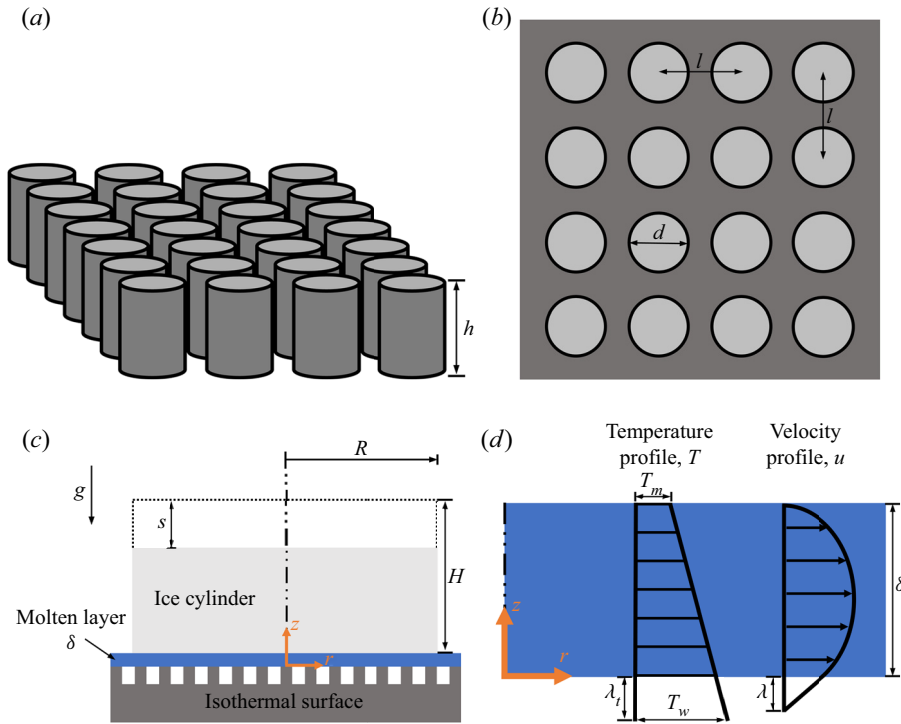 (a)
h
(b)
l
l
d
(c)
g
R
s
H
Ice cylinder
Molten layer
δ
z
r
Isothermal surface
(d)
Temperature
profile, T
Velocity
profile, u
T_m
δ
z
r
λ_t
T_w
λ